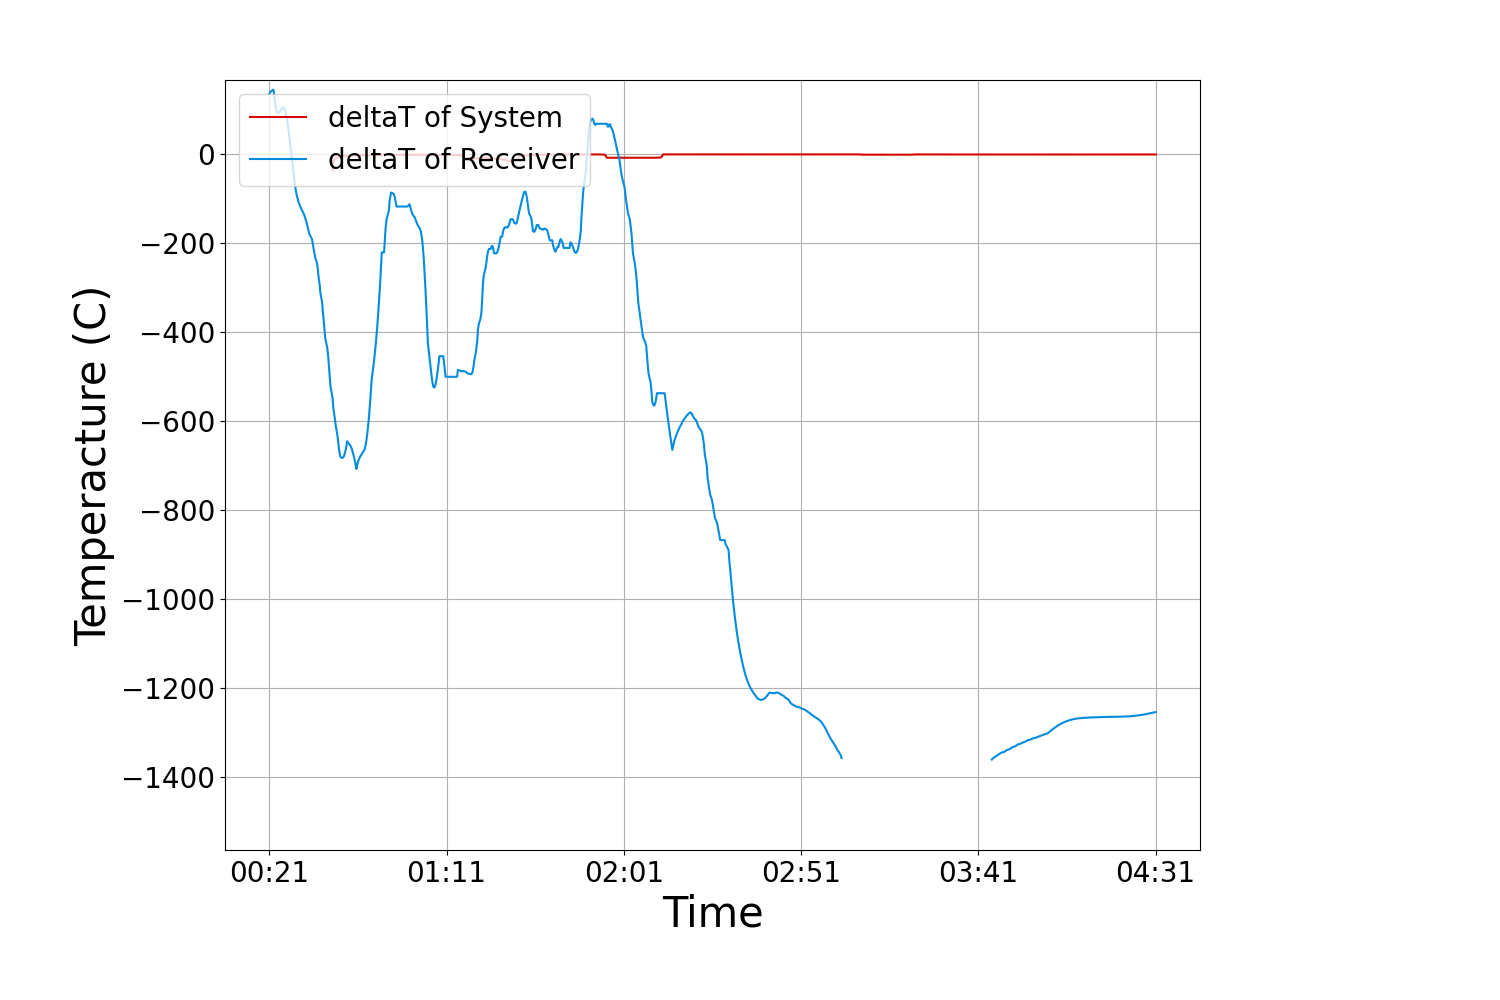 deltaT of System
deltaT of Receiver
0
−200
−400
−600
−800
−1000
−1200
−1400
Temperacture (C)
00:21 01:11 02:01 02:51 03:41 04:31
Time